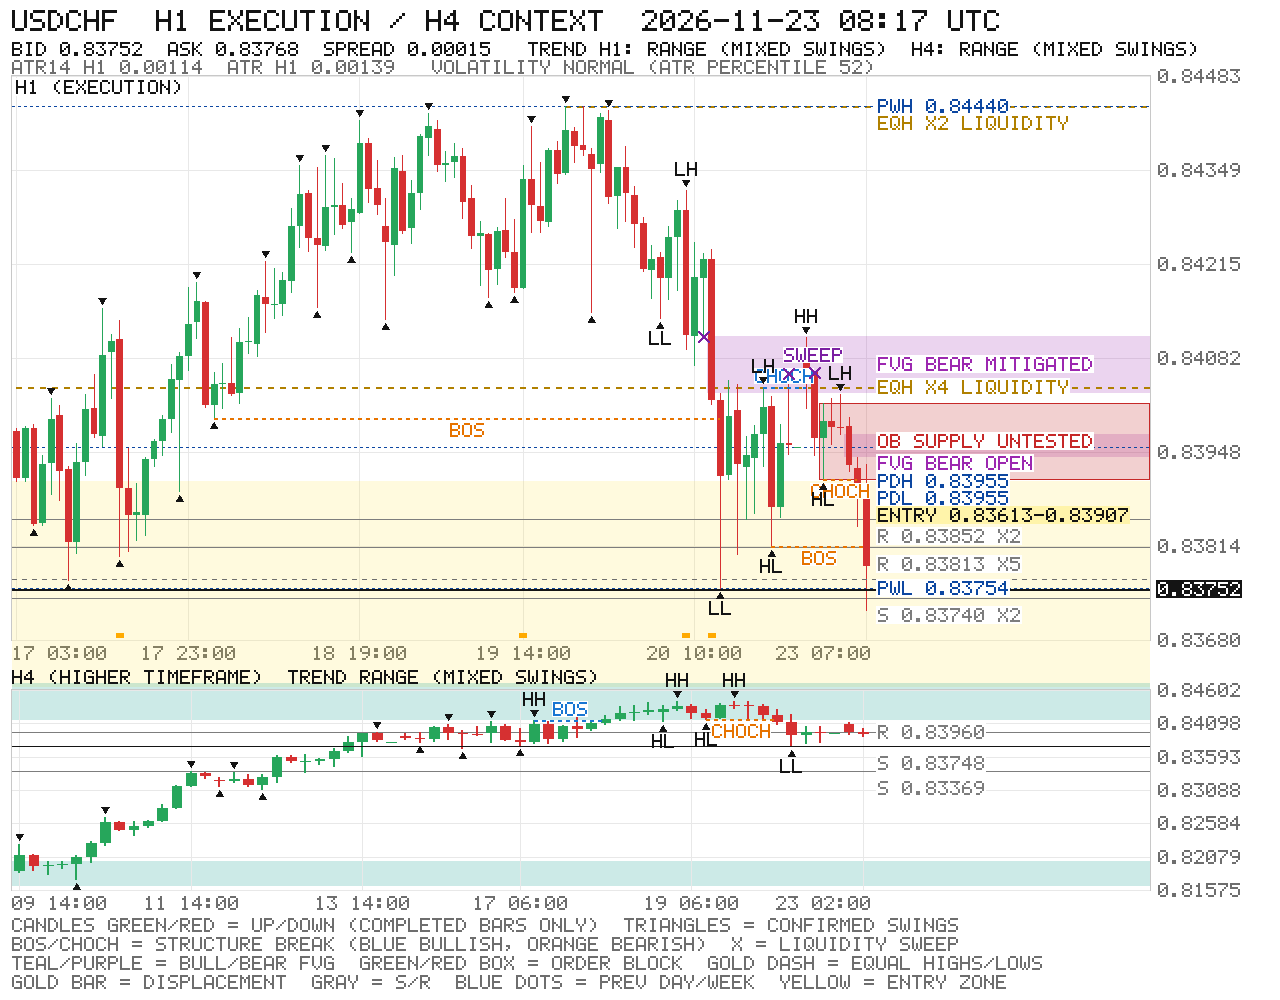 USDCHF  H1 EXECUTION / H4 CONTEXT  2026-11-23 08:17 UTC
BID 0.83752  ASK 0.83768  SPREAD 0.00015  TREND H1: RANGE (MIXED SWINGS)  H4: RANGE (MIXED SWINGS)
ATR14 H1 0.00114  ATR H1 0.00139  VOLATILITY NORMAL (ATR PERCENTILE 52)
0.84483
H1 (EXECUTION)
PWH 0.84440
EQH X2 LIQUIDITY
LH
0.84349
0.84215
HH
LL
SWEEP
0.84082
FVG BEAR MITIGATED
LH
CHOCH
LH
EQH X4 LIQUIDITY
BOS
OB SUPPLY UNTESTED
0.83948
FVG BEAR OPEN
PDH 0.83955
CHOCH
HL
PDL 0.83955
ENTRY 0.83613-0.83907
R 0.83852 X2
0.83814
BOS
HL
R 0.83813 X5
PWL 0.83754
0.83752
LL
S 0.83740 X2
0.83680
17 03:00  17 23:00  18 19:00  19 14:00  20 10:00  23 07:00
H4 (HIGHER TIMEFRAME)  TREND RANGE (MIXED SWINGS)
HH
HH
0.84602
HH
BOS
0.84098
CHOCH
R 0.83960
HL
HL
0.83593
S 0.83748
LL
S 0.83369
0.83088
0.82584
0.82079
0.81575
09 14:00  11 14:00  13 14:00  17 06:00  19 06:00  23 02:00
CANDLES GREEN/RED = UP/DOWN (COMPLETED BARS ONLY)  TRIANGLES = CONFIRMED SWINGS
BOS/CHOCH = STRUCTURE BREAK (BLUE BULLISH, ORANGE BEARISH)  X = LIQUIDITY SWEEP
TEAL/PURPLE = BULL/BEAR FVG  GREEN/RED BOX = ORDER BLOCK  GOLD DASH = EQUAL HIGHS/LOWS
GOLD BAR = DISPLACEMENT  GRAY = S/R  BLUE DOTS = PREV DAY/WEEK  YELLOW = ENTRY ZONE